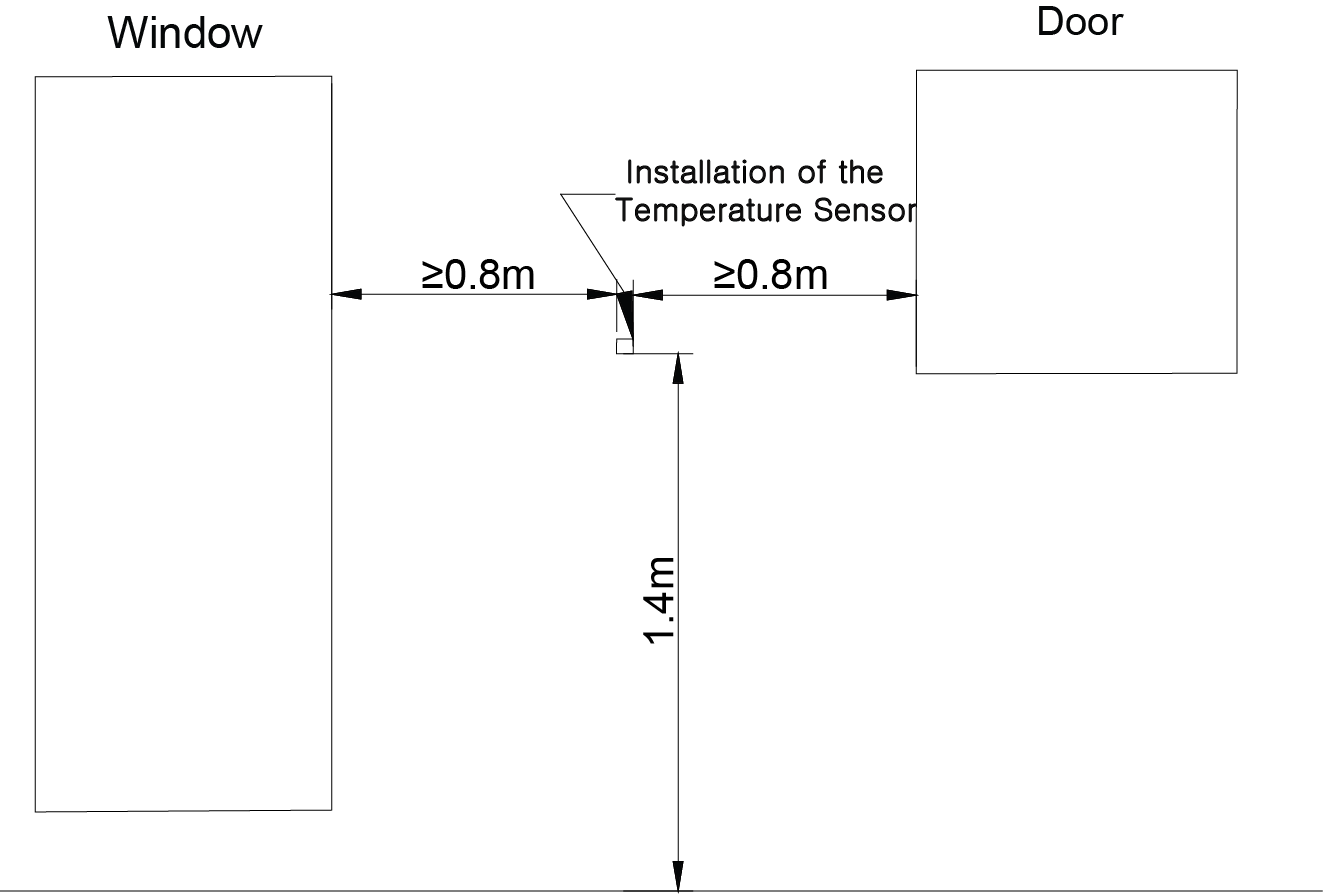 Window
Door
Installation of the
Temperature Sensor
≥0.8m
≥0.8m
1.4m